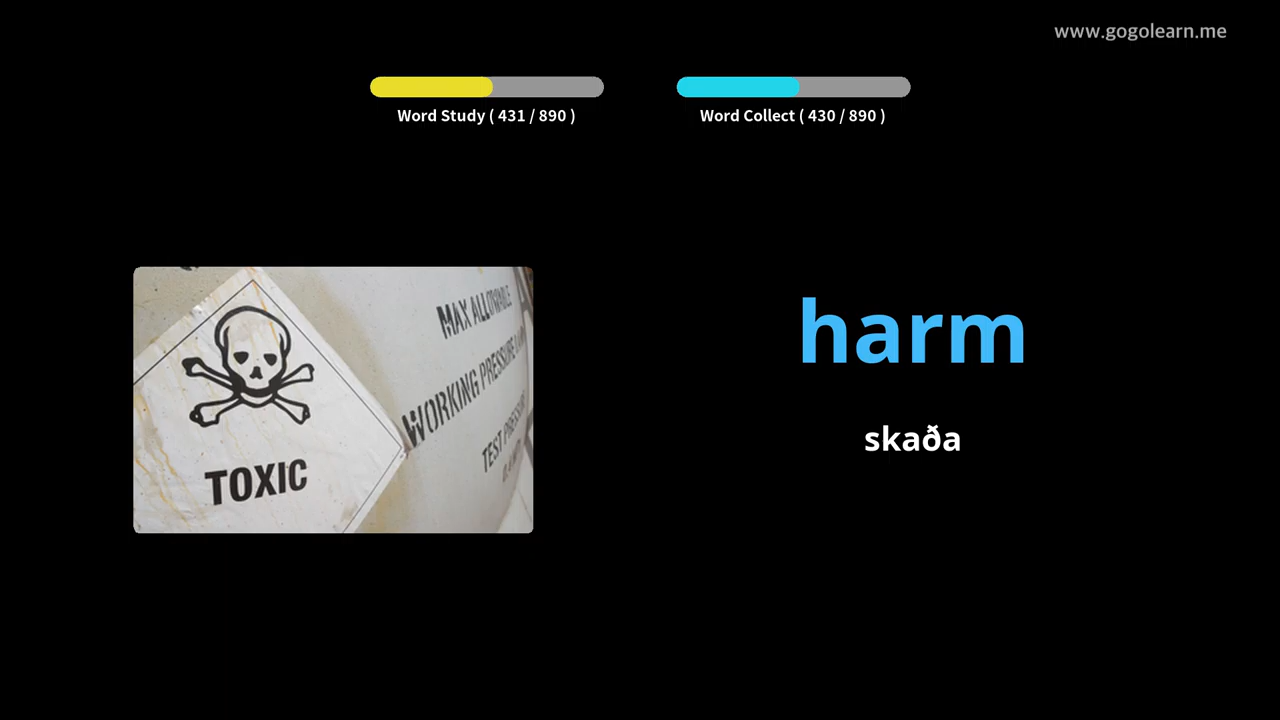 www.gogolearn.me
Word Study ( 431 / 890 )
Word Collect ( 430 / 890 )
MAX ALLOWABLE
WORKING PRESSURE
TEST PRESSURE
TOXIC
harm
skaða